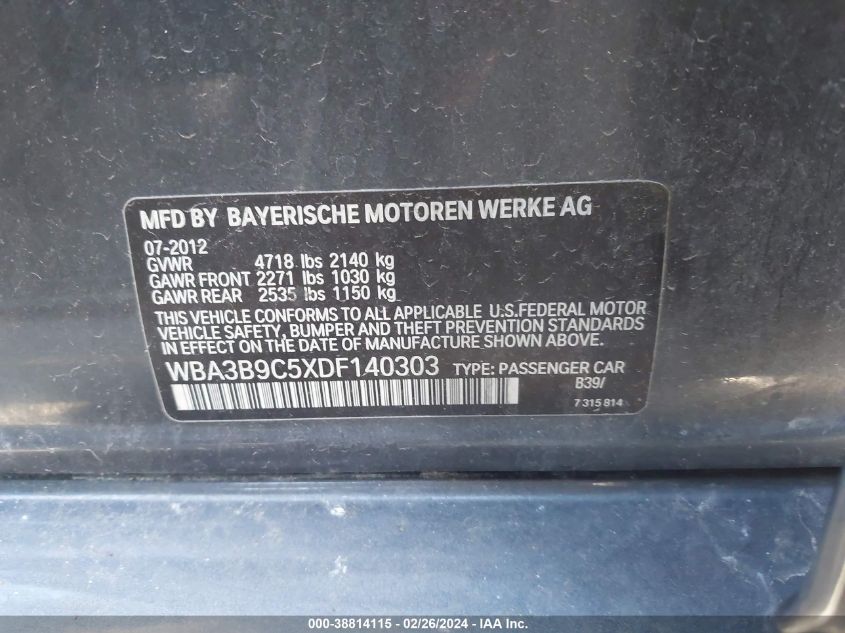 MFD BY BAYERISCHE MOTOREN WERKE AG
07-2012
GVWR 4718 lbs 2140 kg
GAWR FRONT 2271 lbs 1030 kg
GAWR REAR 2535 lbs 1150 kg
THIS VEHICLE CONFORMS TO ALL APPLICABLE U.S.FEDERAL MOTOR
VEHICLE SAFETY, BUMPER AND THEFT PREVENTION STANDARDS
IN EFFECT ON THE DATE OF MANUFACTURE SHOWN ABOVE.
WBA3B9C5XDF140303 TYPE: PASSENGER CAR
B39/
7 315 814
000-38814115 - 02/26/2024 - IAA Inc.